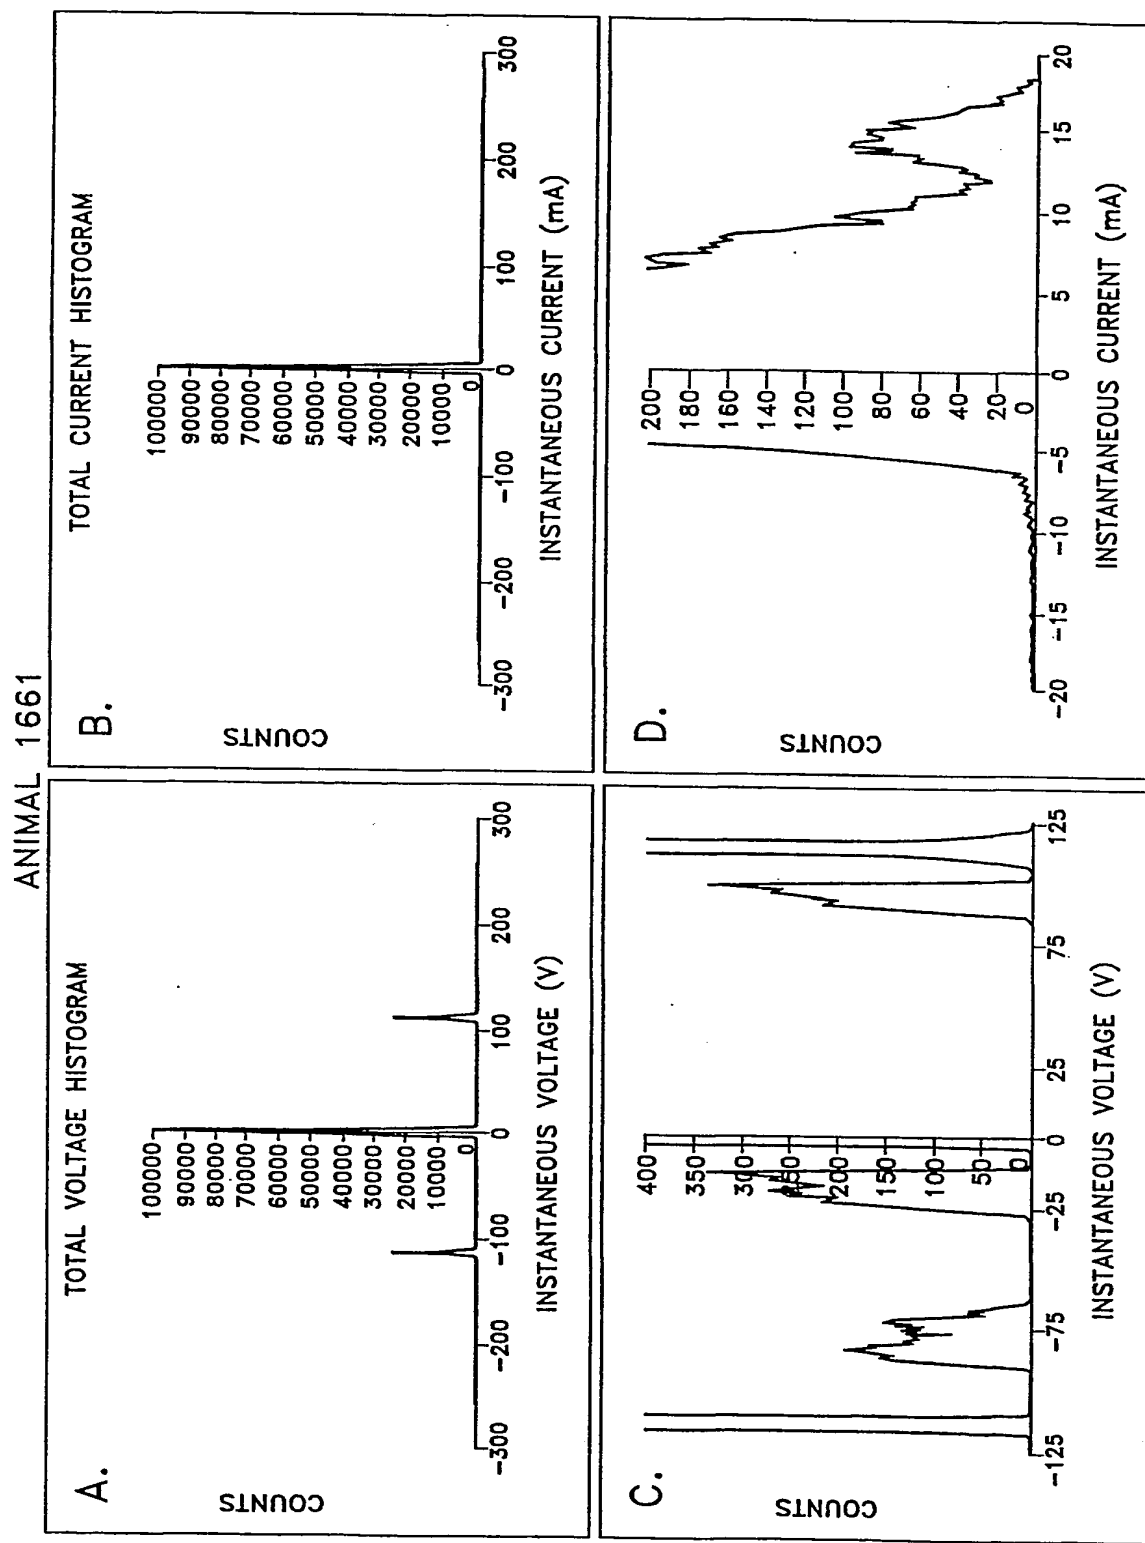 ANIMAL 1661
A.
TOTAL VOLTAGE HISTOGRAM
COUNTS
100000
90000
80000
70000
60000
50000
40000
30000
20000
10000
0
-300 -200 -100 0 100 200 300
INSTANTANEOUS VOLTAGE (V)
B.
TOTAL CURRENT HISTOGRAM
COUNTS
100000
90000
80000
70000
60000
50000
40000
30000
20000
10000
0
-300 -200 -100 0 100 200 300
INSTANTANEOUS CURRENT (mA)
C.
COUNTS
400
350
300
250
200
150
100
50
0
-125 -75 -25 0 25 75 125
INSTANTANEOUS VOLTAGE (V)
D.
COUNTS
200
180
160
140
120
100
80
60
40
20
0
-20 -15 -10 -5 0 5 10 15 20
INSTANTANEOUS CURRENT (mA)